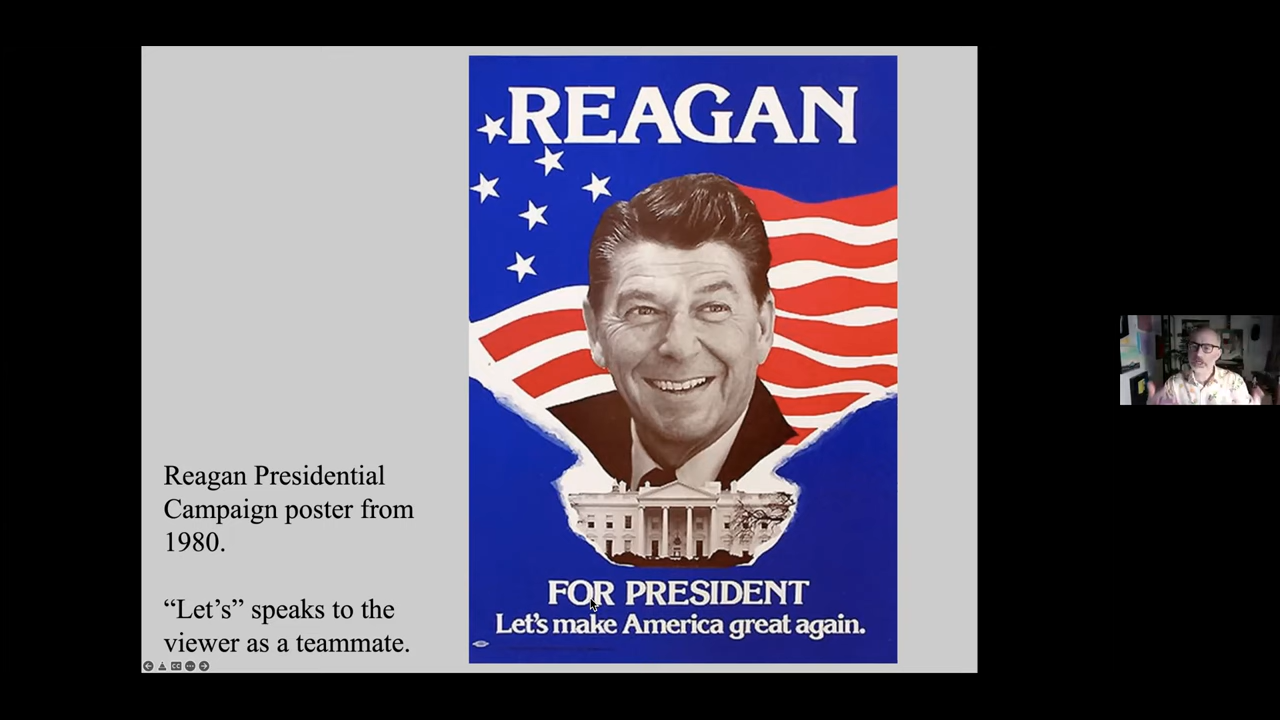 REAGAN
FOR PRESIDENT
Let's make America great again.
Reagan Presidential
Campaign poster from
1980.
“Let’s” speaks to the
viewer as a teammate.